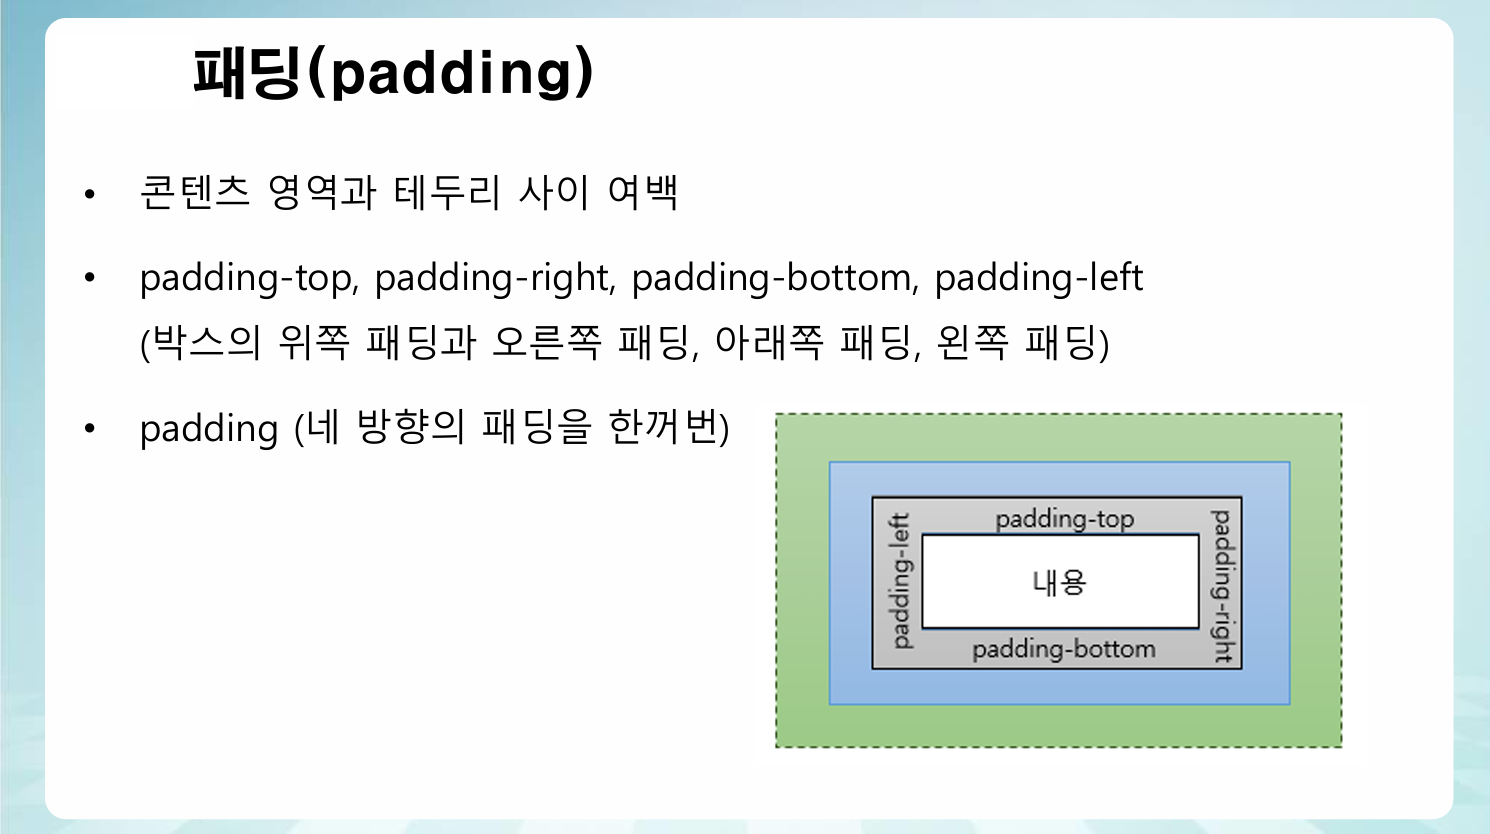 패딩(padding)
• 콘텐츠 영역과 테두리 사이 여백
• padding-top, padding-right, padding-bottom, padding-left
(박스의 위쪽 패딩과 오른쪽 패딩, 아래쪽 패딩, 왼쪽 패딩)
• padding (네 방향의 패딩을 한꺼번)
padding-top
padding-left
내용
padding-right
padding-bottom